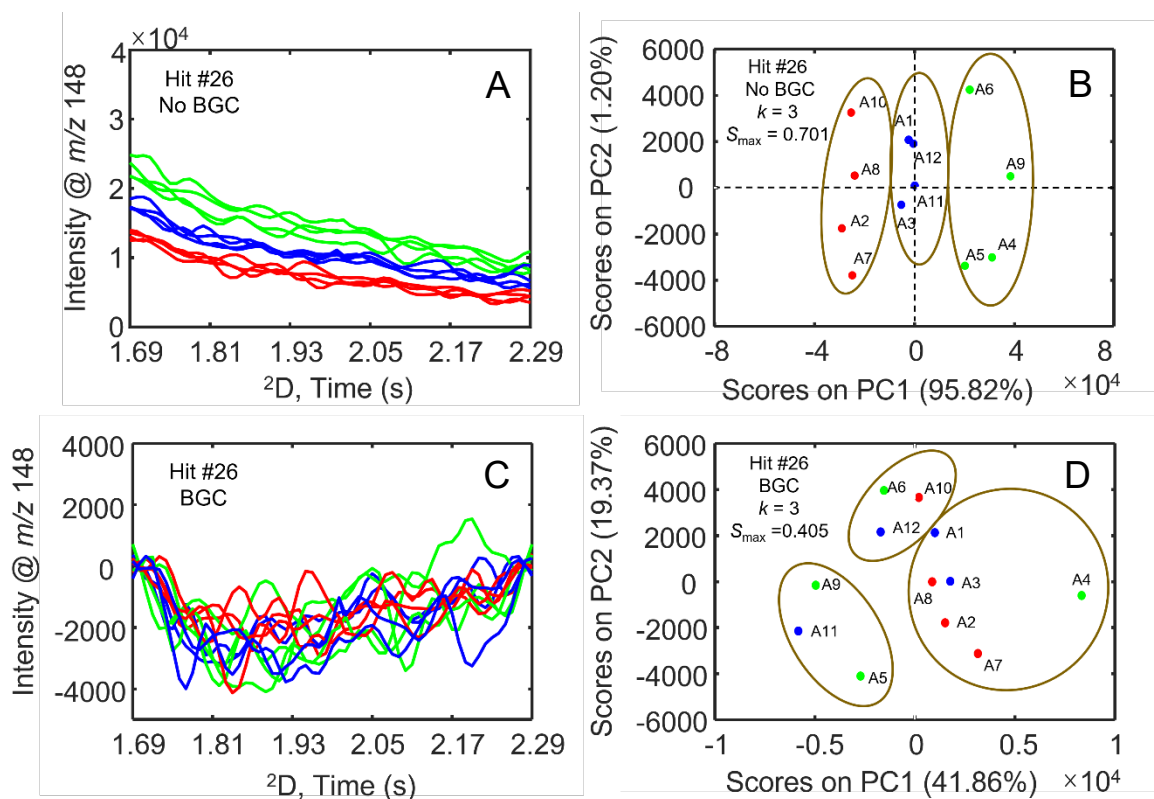 ×10⁴
Hit #26
No BGC
A
4
3
2
1
0
Intensity @ m/z 148
1.69 1.81 1.93 2.05 2.17 2.29
²D, Time (s)
Hit #26
No BGC
k = 3
Smax = 0.701
B
6000
4000
2000
0
-2000
-4000
-6000
Scores on PC2 (1.20%)
A10
A8
A2
A7
A1
A12
A11
A3
A6
A9
A5
A4
-8 -4 0 4 8
Scores on PC1 (95.82%)
×10⁴
Hit #26
BGC
C
4000
2000
0
-2000
-4000
Intensity @ m/z 148
1.69 1.81 1.93 2.05 2.17 2.29
²D, Time (s)
Hit #26
BGC
k = 3
Smax =0.405
D
6000
4000
2000
0
-2000
-4000
-6000
Scores on PC2 (19.37%)
A6
A10
A12
A1
A9
A11
A5
A8
A3
A2
A7
A4
-1 -0.5 0 0.5 1
Scores on PC1 (41.86%)
×10⁴